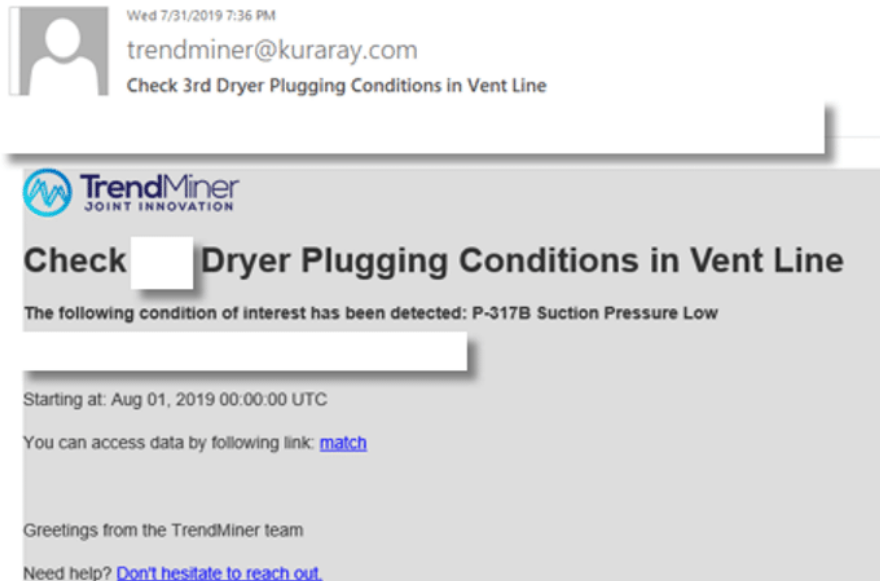 Wed 7/31/2019 7:36 PM
trendminer@kuraray.com
Check 3rd Dryer Plugging Conditions in Vent Line
TrendMiner
JOINT INNOVATION
Check Dryer Plugging Conditions in Vent Line
The following condition of interest has been detected: P-317B Suction Pressure Low
Starting at: Aug 01, 2019 00:00:00 UTC
You can access data by following link: match
Greetings from the TrendMiner team
Need help? Don't hesitate to reach out.